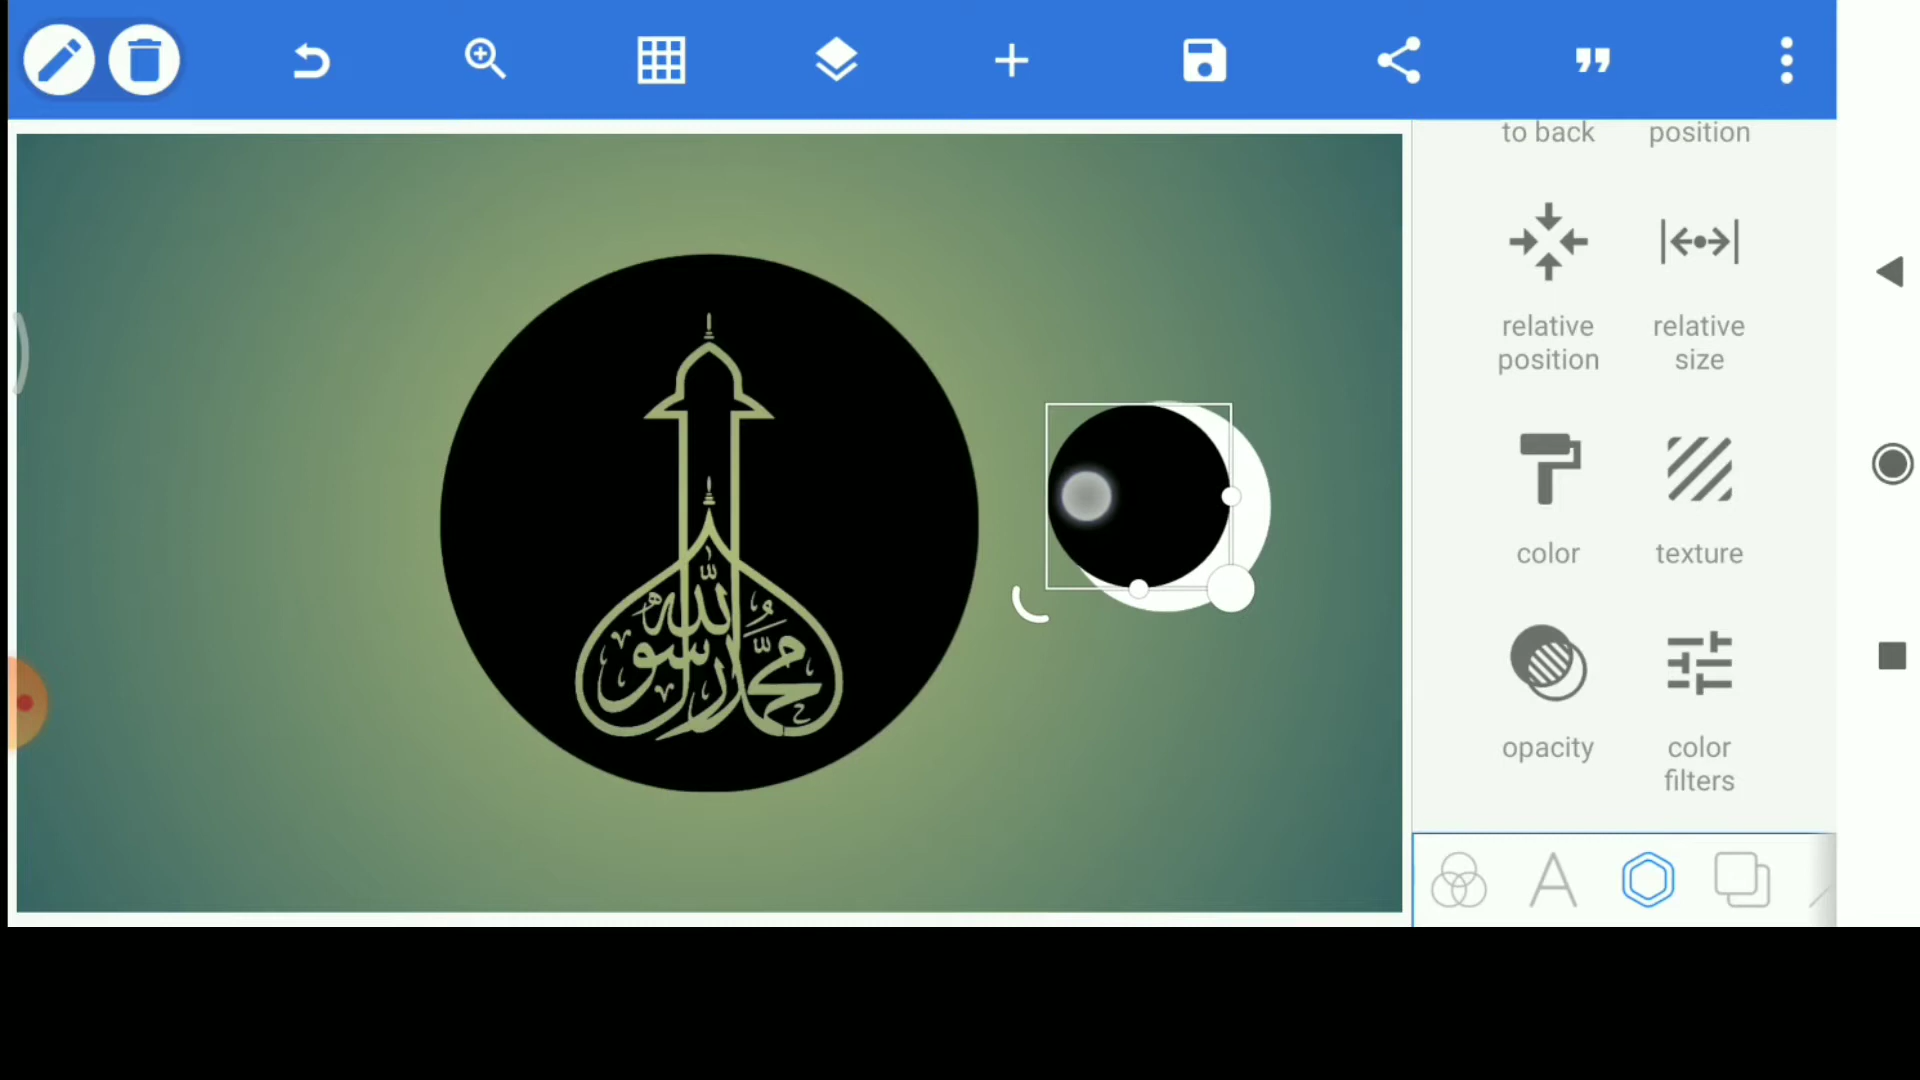 to back
position
relative
position
relative
size
color
texture
opacity
color
filters
محمد رسول الله